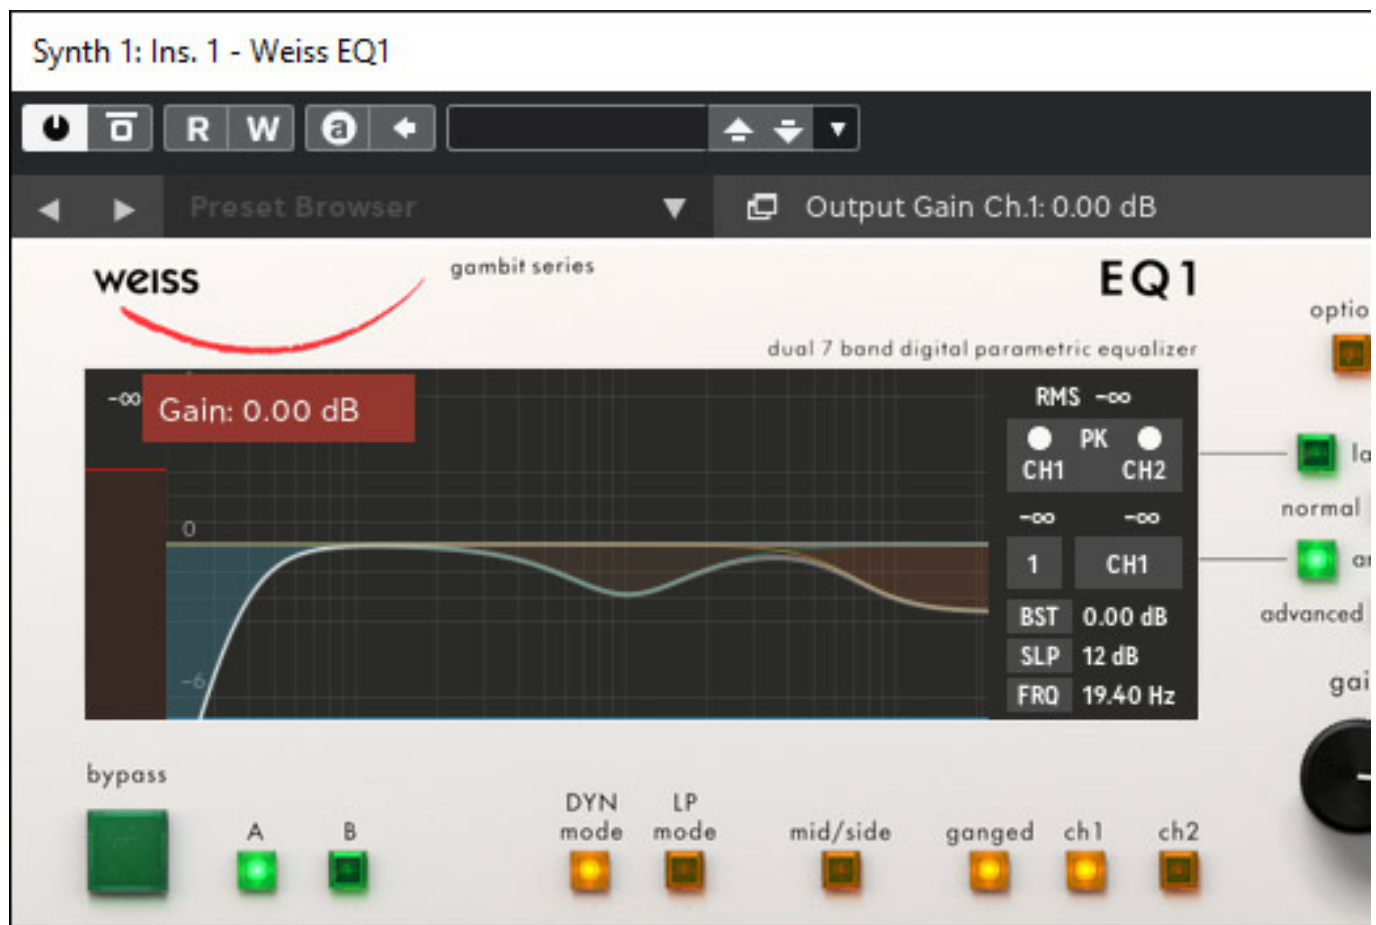 Synth 1: Ins. 1 - Weiss EQ1
R W a
Preset Browser
Output Gain Ch.1: 0.00 dB
weiss
gambit series
EQ1
dual 7 band digital parametric equalizer
-∞
Gain: 0.00 dB
0
-6
RMS -∞
PK
CH1 CH2
-∞ -∞
1 CH1
BST 0.00 dB
SLP 12 dB
FRQ 19.40 Hz
normal
advanced
bypass
A B
DYN mode
LP mode
mid/side
ganged
ch1
ch2